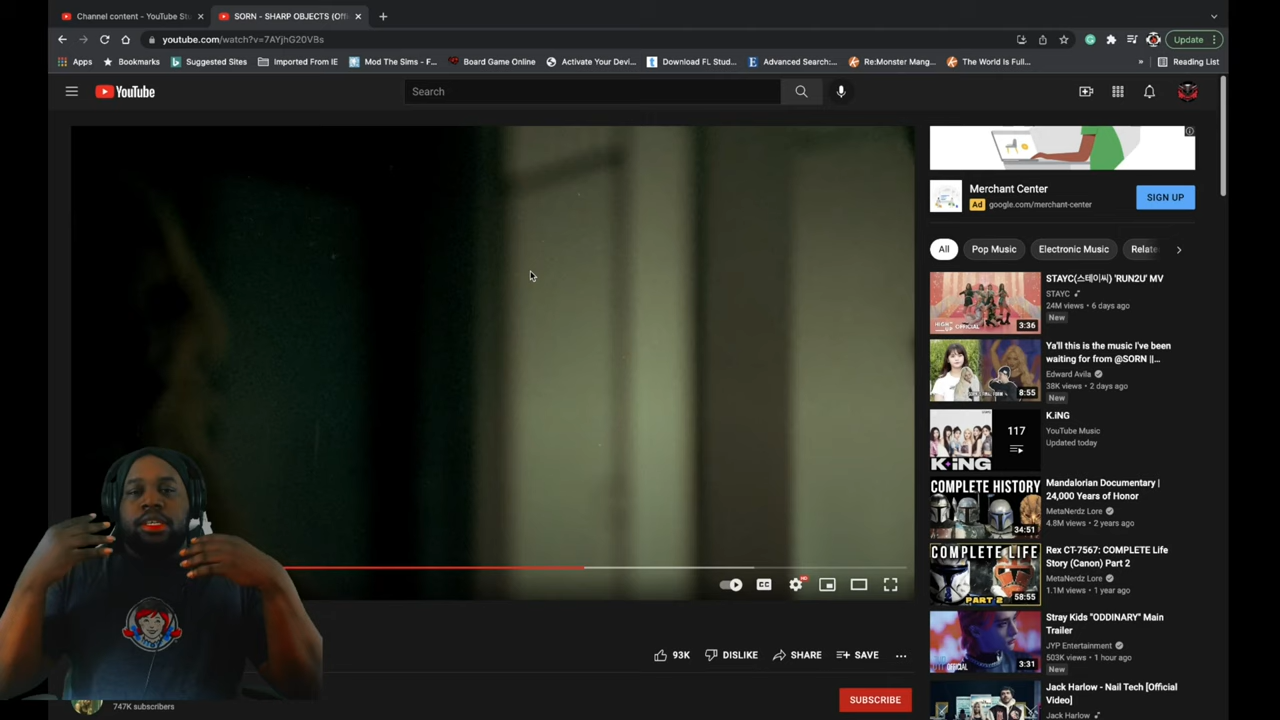 Channel content - YouTube St
SORN - SHARP OBJECTS (Offi
youtube.com/watch?v=7AYjhG20VBs
Update
Apps
Bookmarks
Suggested Sites
Imported From IE
Mod The Sims - F...
Board Game Online
Activate Your Devi...
Download FL Stud...
Advanced Search:...
Re:Monster Mang...
The World Is Full...
»
Reading List
YouTube
Search
Merchant Center
Ad google.com/merchant-center
SIGN UP
All
Pop Music
Electronic Music
Relate
STAYC(스테이씨) 'RUN2U' MV
STAYC
24M views • 6 days ago
New
3:36
Ya'll this is the music I've been
waiting for from @SORN ||...
Edward Avila
38K views • 2 days ago
New
8:55
K.iNG
YouTube Music
Updated today
117
K·iNG
Mandalorian Documentary |
24,000 Years of Honor
MetaNerdz Lore
4.8M views • 2 years ago
COMPLETE HISTORY
34:51
Rex CT-7567: COMPLETE Life
Story (Canon) Part 2
MetaNerdz Lore
1.1M views • 1 year ago
COMPLETE LIFE
PART 2
58:55
Stray Kids "ODDINARY" Main
Trailer
JYP Entertainment
503K views • 1 hour ago
New
3:31
Jack Harlow - Nail Tech [Official
Video]
Jack Harlow
CC
HD
93K
DISLIKE
SHARE
SAVE
747K subscribers
SUBSCRIBE
Wendy's